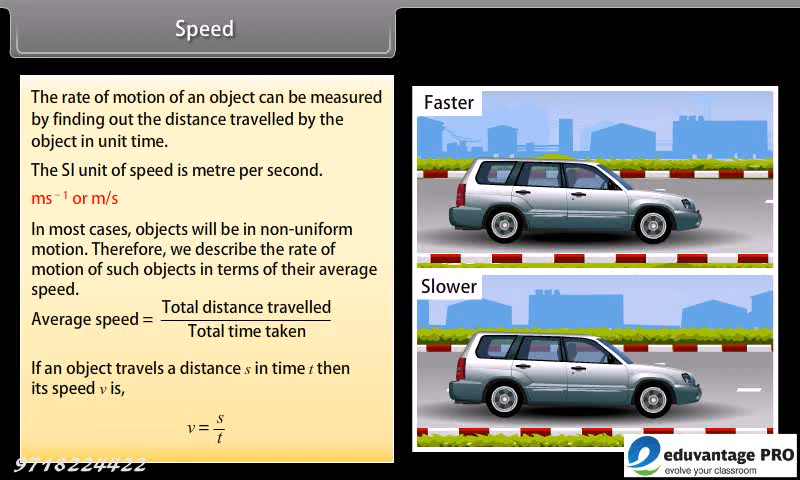 Speed
The rate of motion of an object can be measured
by finding out the distance travelled by the
object in unit time.
The SI unit of speed is metre per second.
ms⁻¹ or m/s
In most cases, objects will be in non-uniform
motion. Therefore, we describe the rate of
motion of such objects in terms of their average
speed.
Average speed = Total distance travelled / Total time taken
If an object travels a distance s in time t then
its speed v is,
v = s / t
9718224422
Faster
Slower
eduvantage PRO
evolve your classroom